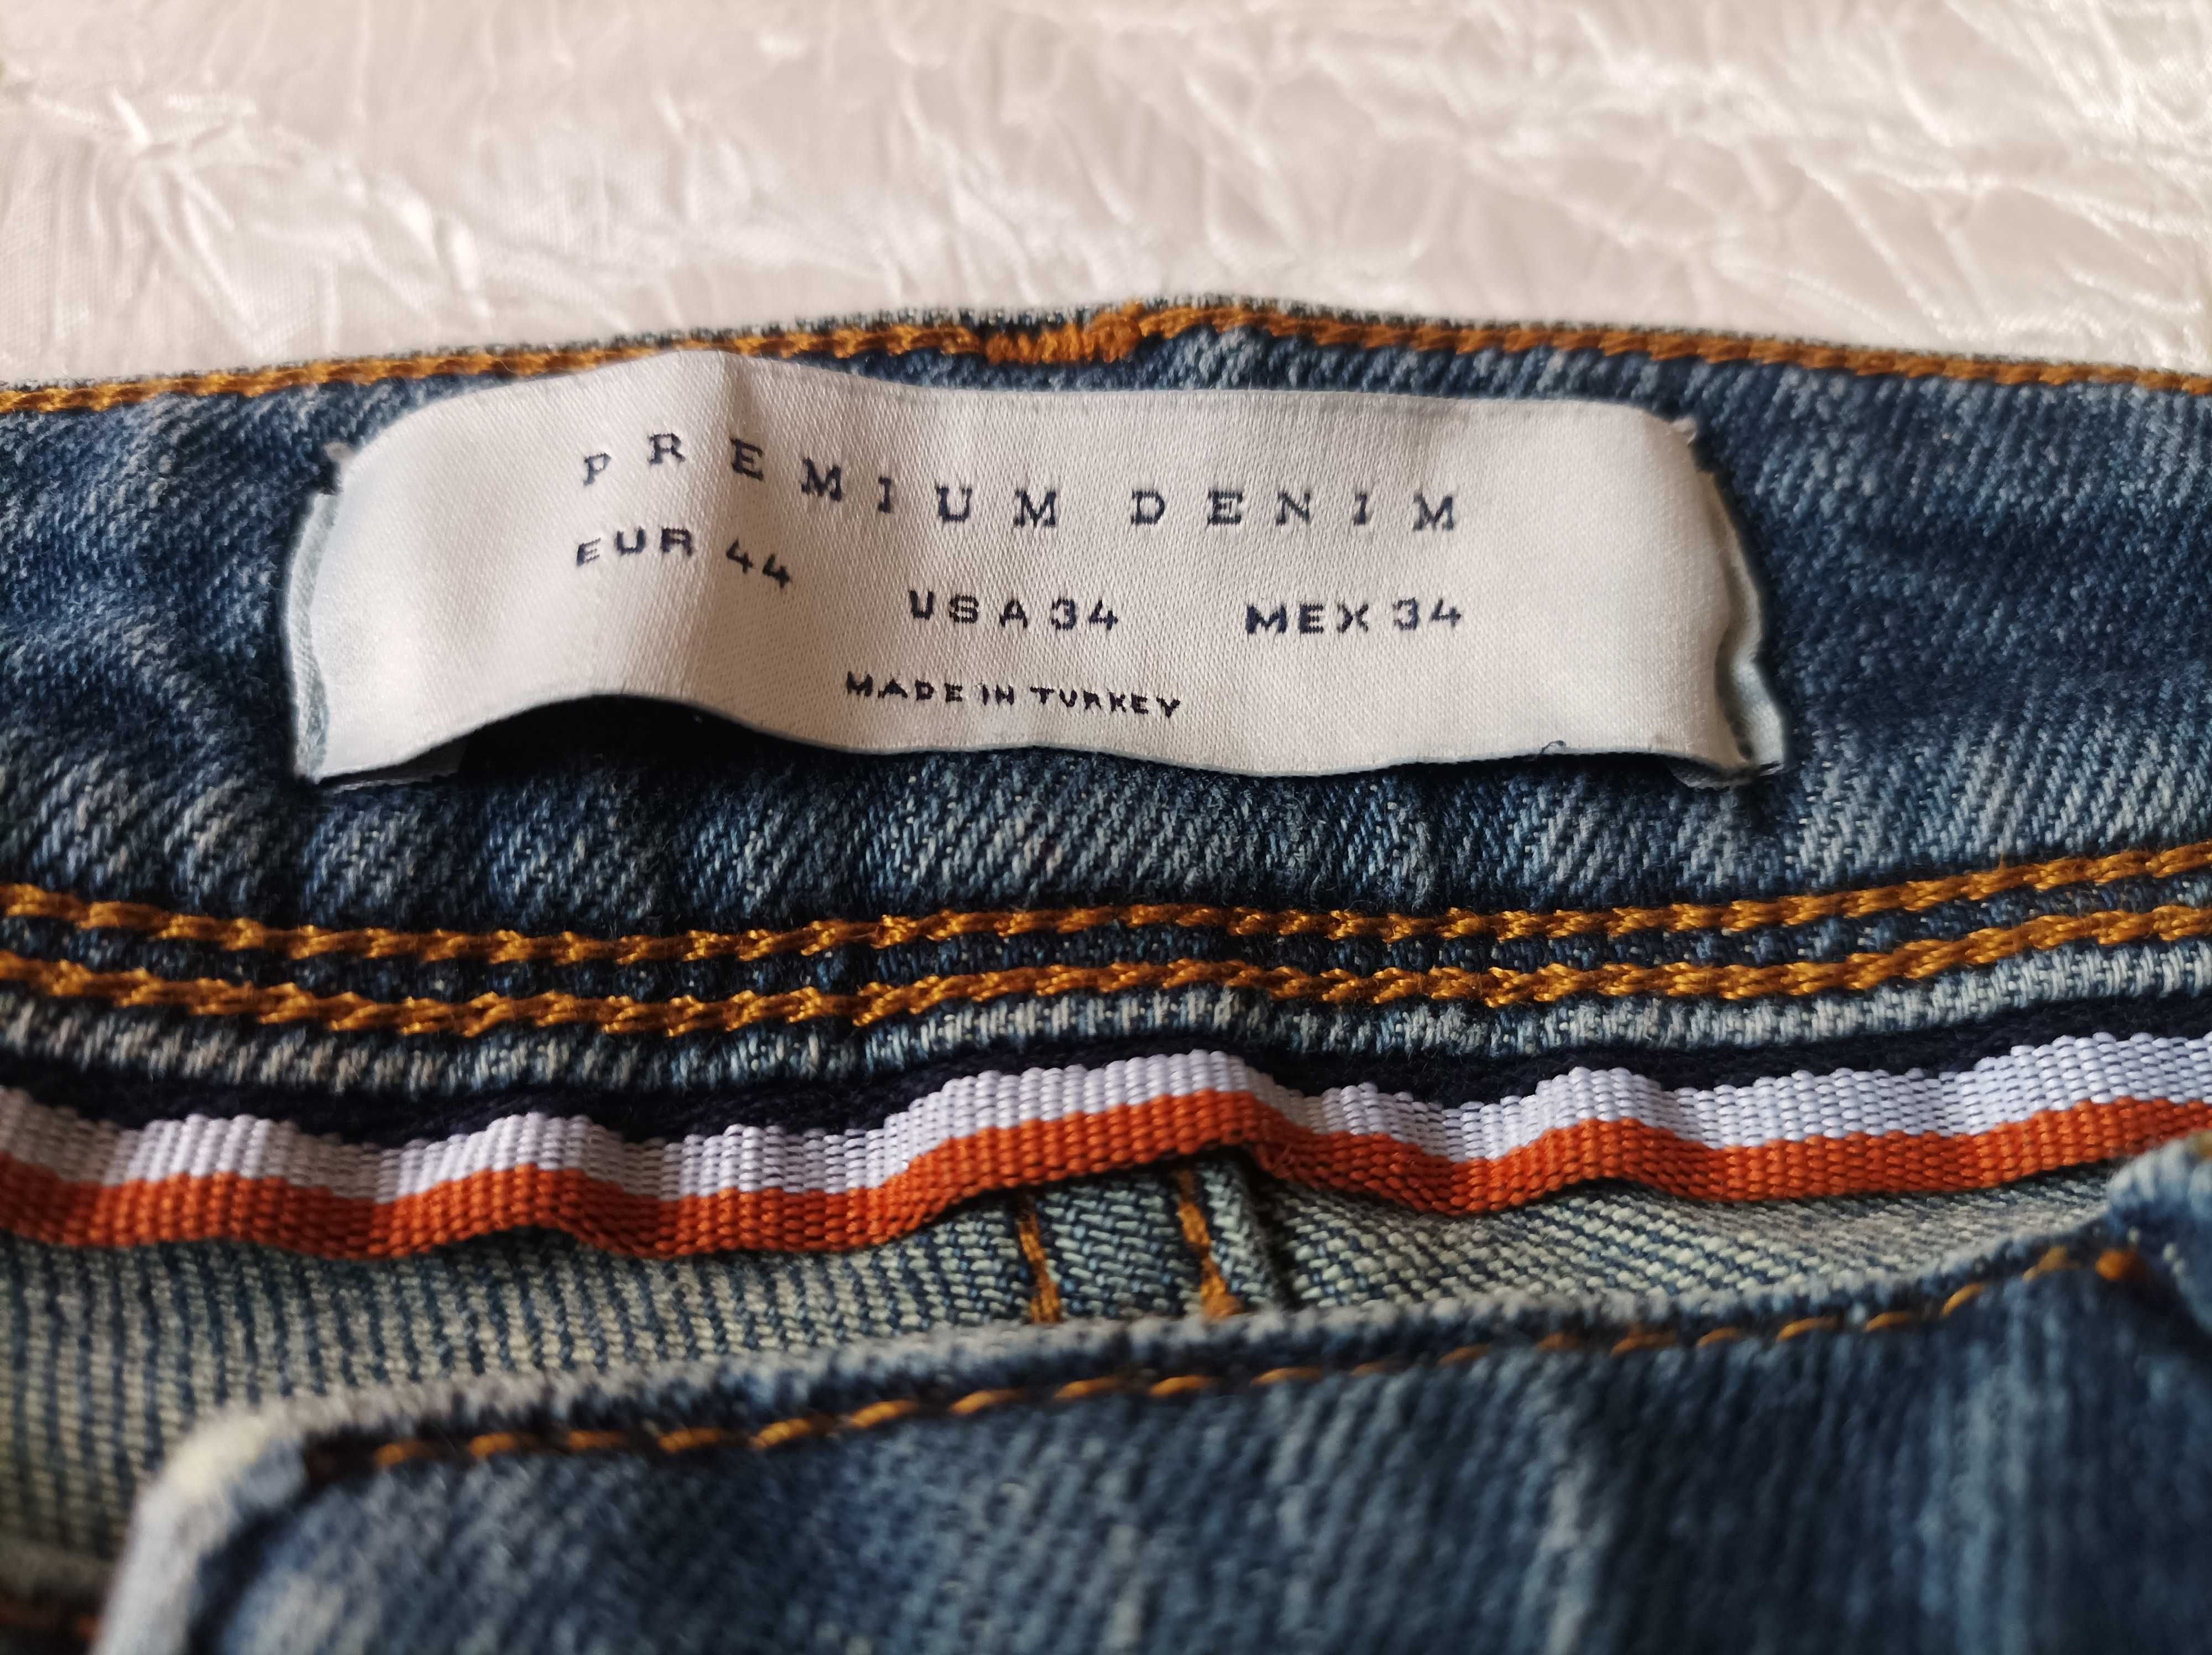 PREMIUM DENIM
EUR 44 USA 34 MEX 34
MADE IN TURKEY